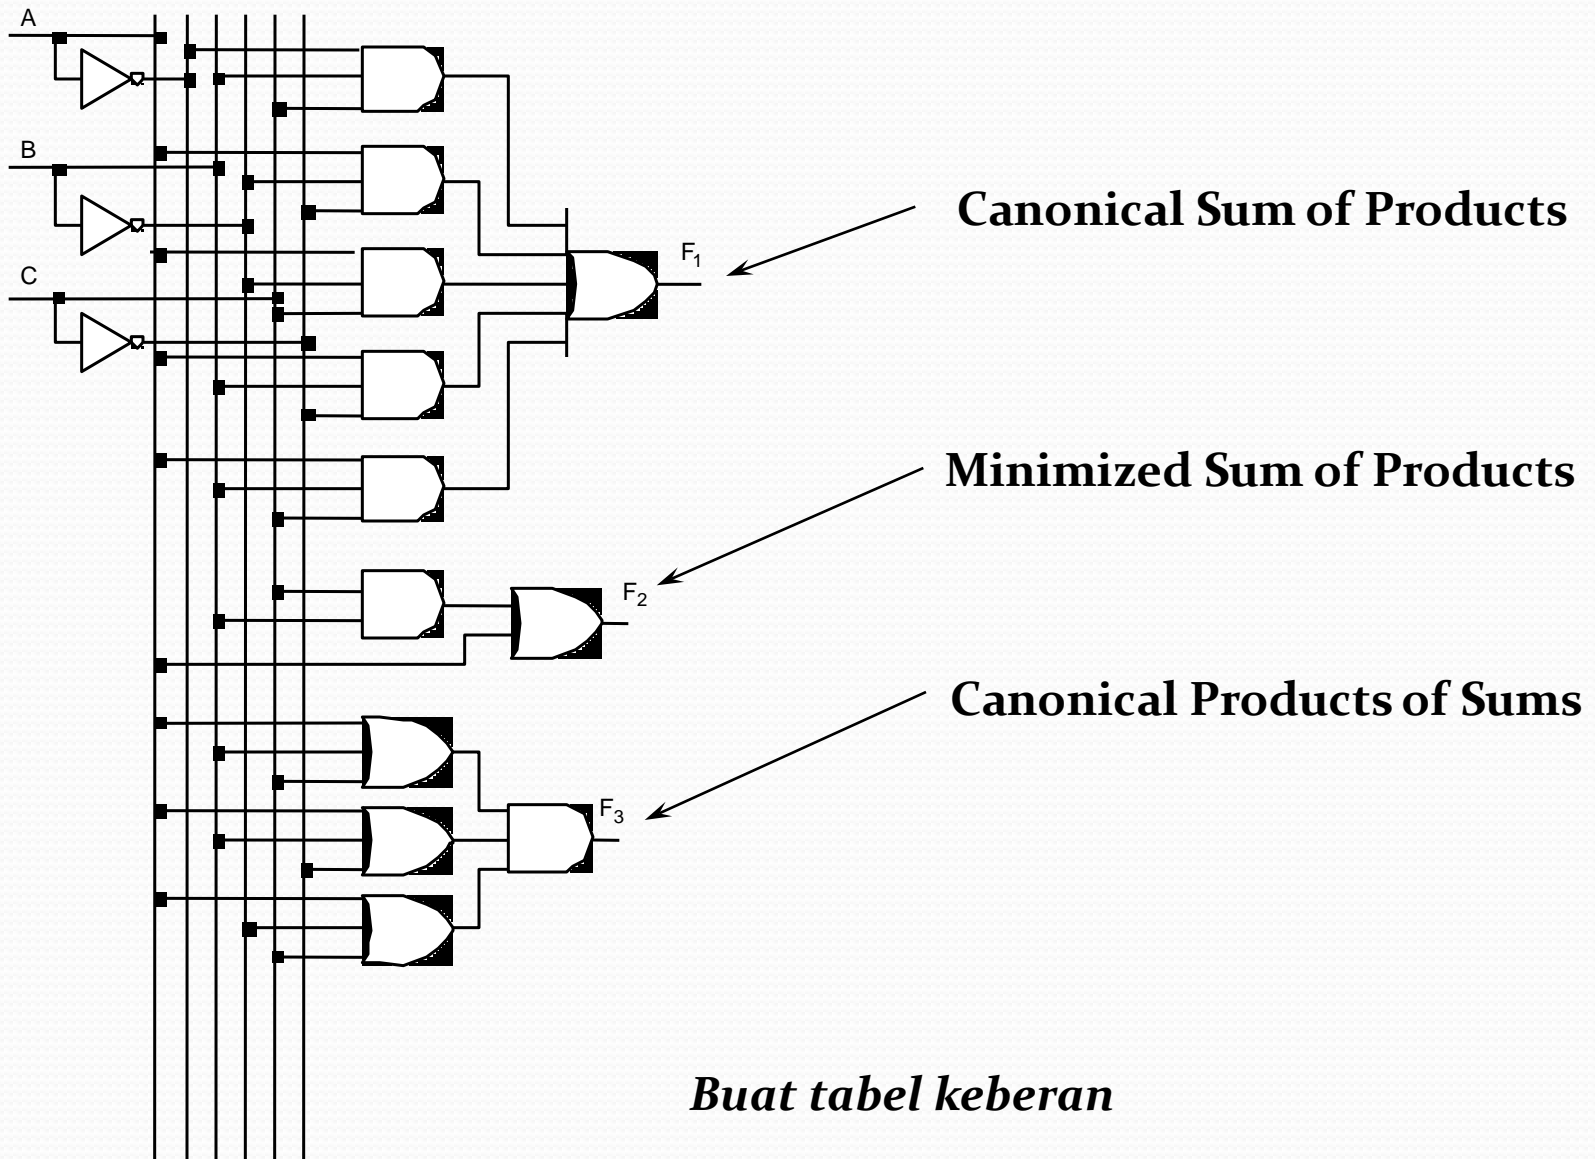 A
B
C
F1
Canonical Sum of Products
Minimized Sum of Products
F2
Canonical Products of Sums
F3
Buat tabel keberan